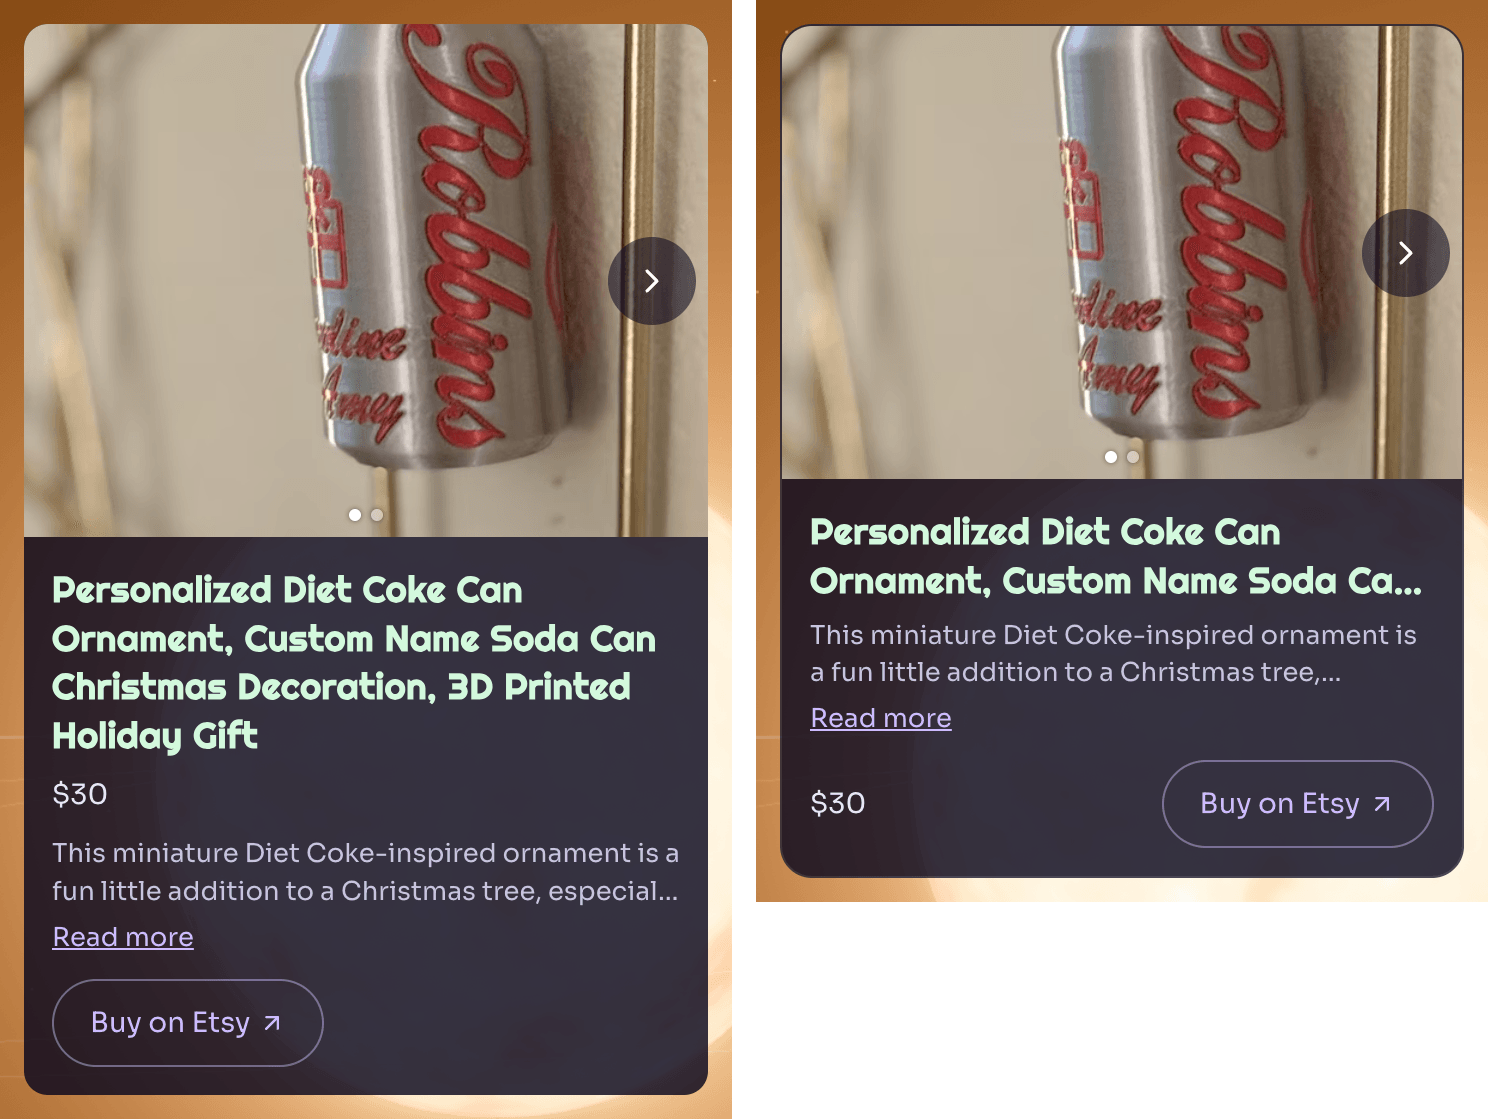 Robbins
Army
Personalized Diet Coke Can
Ornament, Custom Name Soda Can
Christmas Decoration, 3D Printed
Holiday Gift
$30
This miniature Diet Coke-inspired ornament is a
fun little addition to a Christmas tree, especial...
Read more
Buy on Etsy ↗
Robbins
Army
Personalized Diet Coke Can
Ornament, Custom Name Soda Ca...
This miniature Diet Coke-inspired ornament is
a fun little addition to a Christmas tree,...
Read more
$30
Buy on Etsy ↗